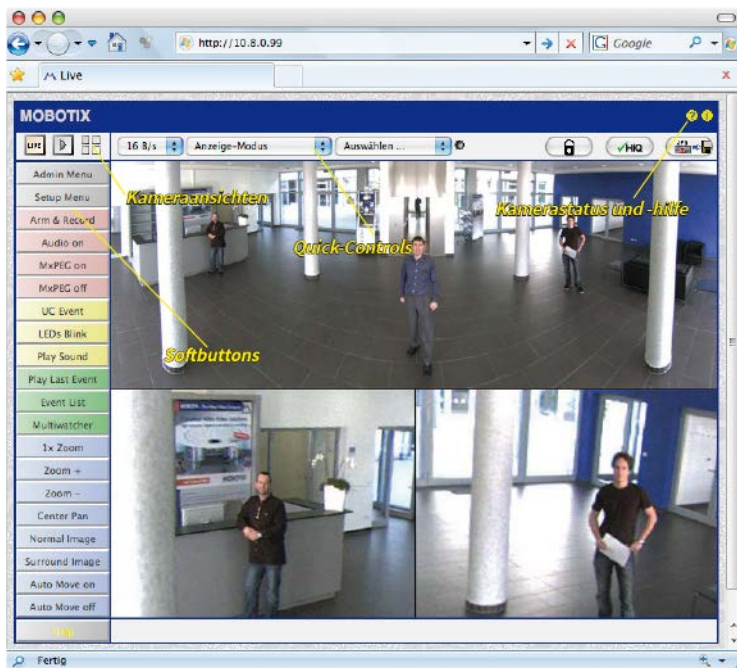 http://10.8.0.99
Google
Live
MOBOTIX
LIVE
16 B/s
Anzeige-Modus
Auswählen ...
HiQ
Admin Menu
Setup Menu
Arm & Record
Audio on
MxPEG on
MxPEG off
UC Event
LEDs Blink
Play Sound
Play Last Event
Event List
Multiwatcher
1x Zoom
Zoom +
Zoom –
Center Pan
Normal Image
Surround Image
Auto Move on
Auto Move off
Kameraansichten
Kamerastatus und -hilfe
Quick-Controls
Softbuttons
MOBOTIX
Fertig